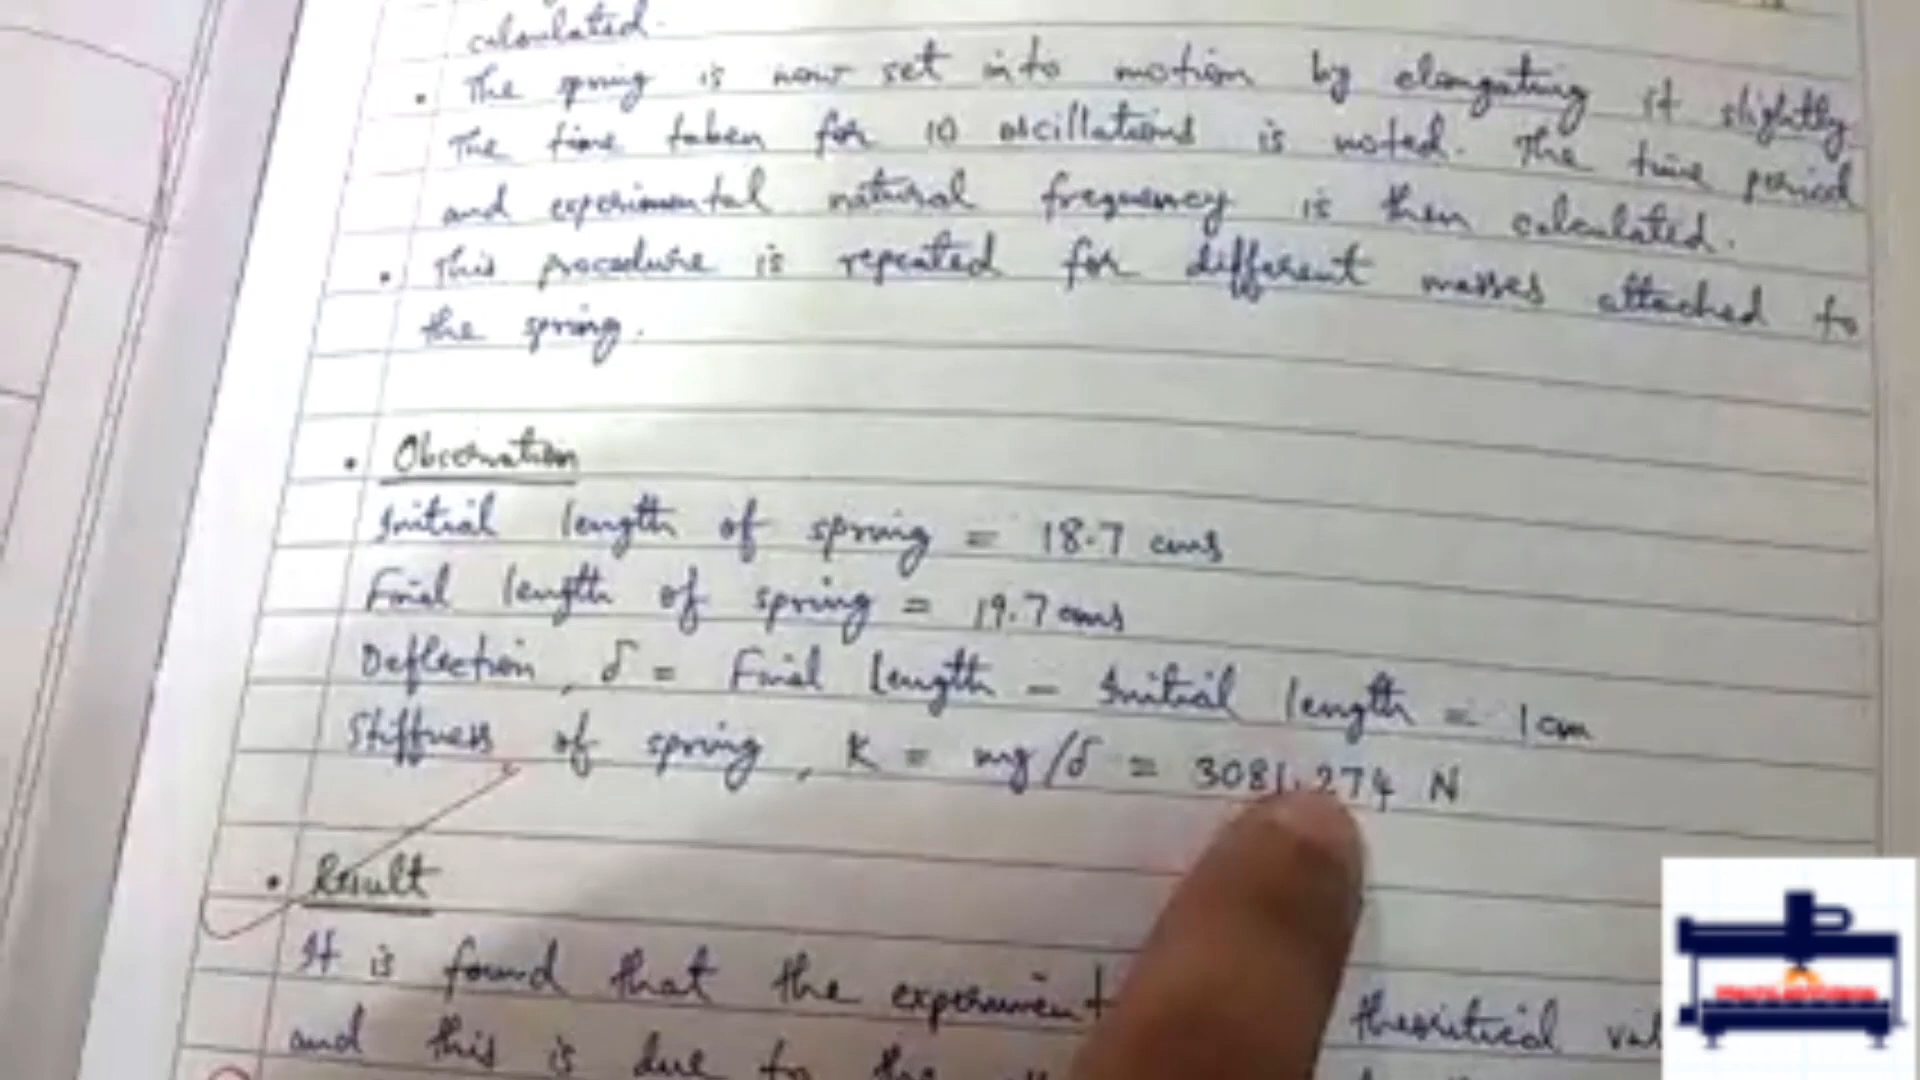 calculated.
• The spring is now set into motion by elongating it slightly.
The time taken for 10 oscillations is noted. The time period
and experimental natural frequency is then calculated.
• This procedure is repeated for different masses attached to
the spring.
• Observation
Initial length of spring = 18.7 cms
Final length of spring = 19.7 cms
Deflection, δ = Final length - Initial length = 1 cm
Stiffness of spring, K = mg/δ = 3081.274 N
• Result
It is found that the experiment theoritical
and this is due to the